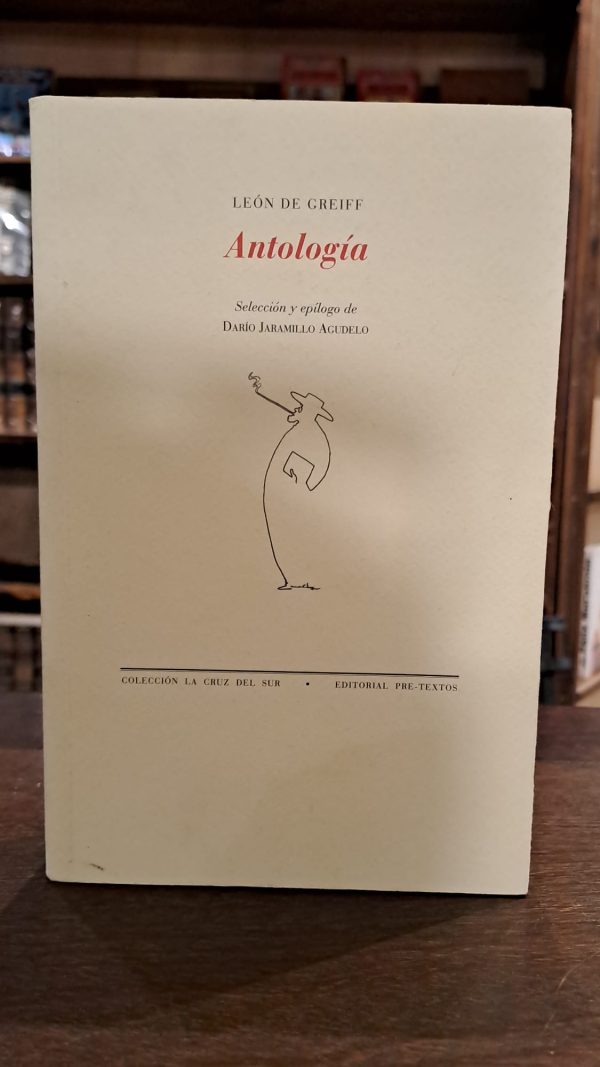 LEÓN DE GREIFF
Antología
Selección y epílogo de
DARÍO JARAMILLO AGUDELO
COLECCIÓN LA CRUZ DEL SUR • EDITORIAL PRE-TEXTOS